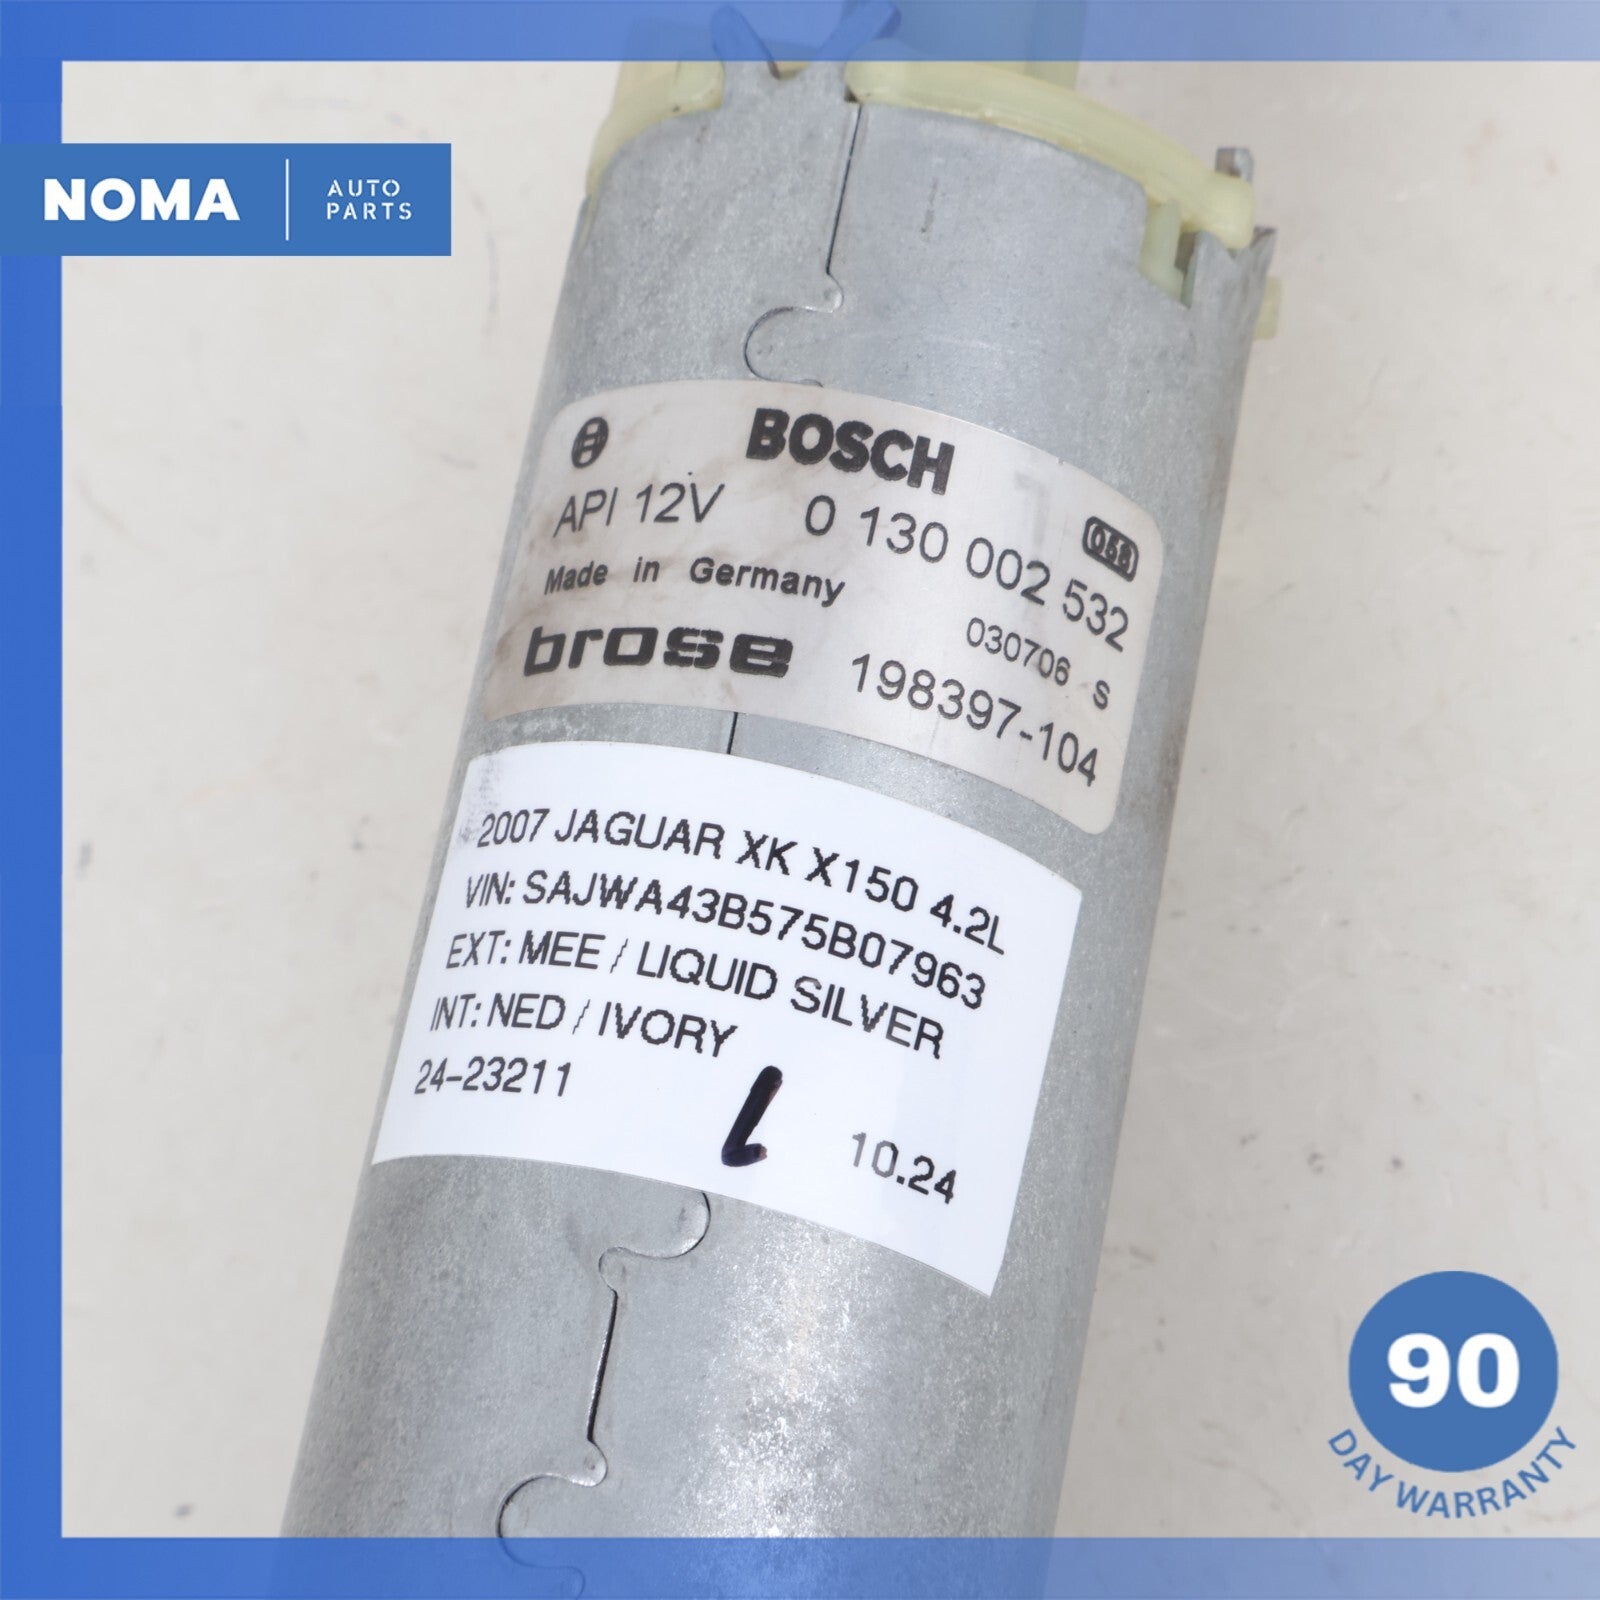 NOMA
AUTO
PARTS
BOSCH
API 12V
0 130 002 532
058
Made in Germany
030706 S
brose
198397-104
2007 JAGUAR XK X150 4.2L
VIN: SAJWA43B575B07963
EXT: MEE / LIQUID SILVER
INT: NED / IVORY
24-23211
L
10.24
90
DAY WARRANTY